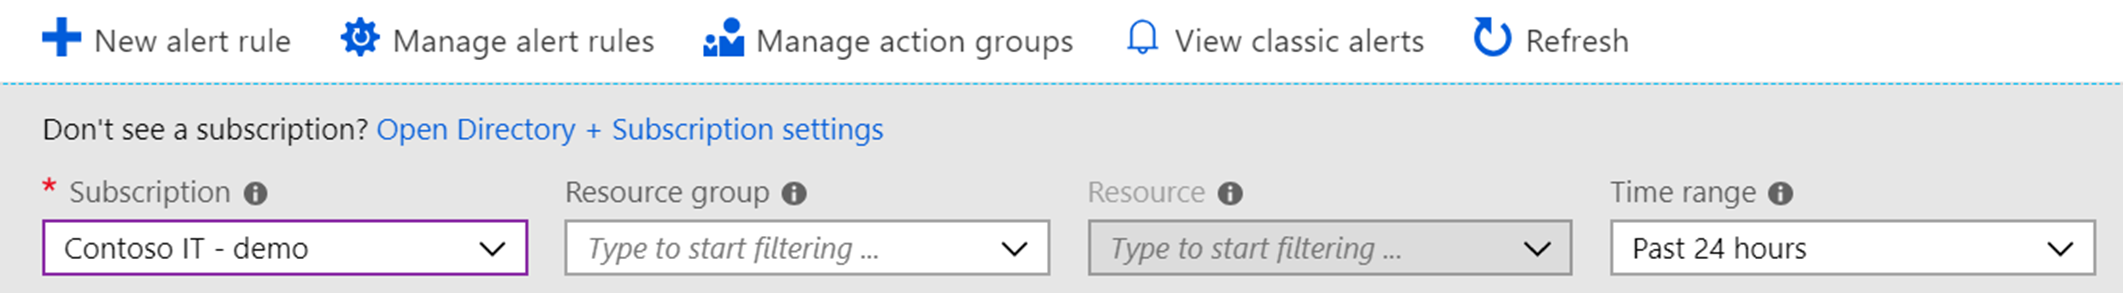 New alert rule Manage alert rules Manage action groups View classic alerts Refresh
Don't see a subscription? Open Directory + Subscription settings
* Subscription Resource group Resource Time range
Contoso IT - demo Type to start filtering ... Type to start filtering ... Past 24 hours